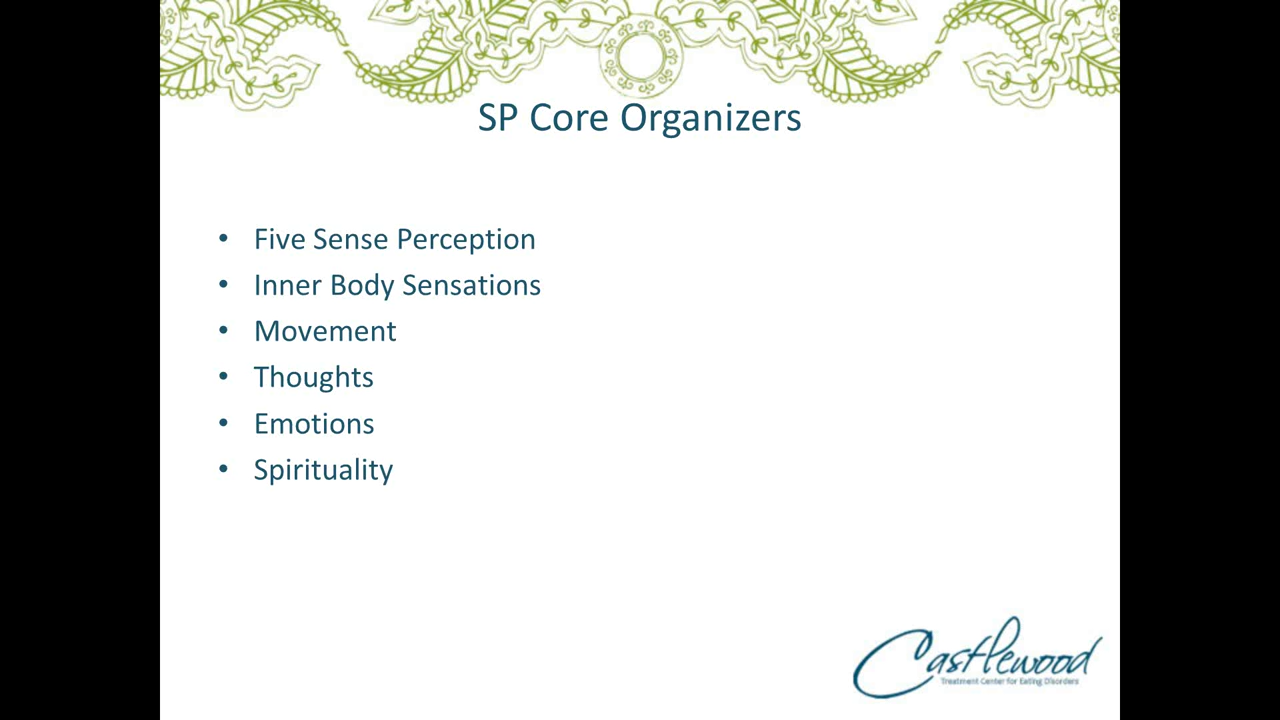 SP Core Organizers
• Five Sense Perception
• Inner Body Sensations
• Movement
• Thoughts
• Emotions
• Spirituality
Castlewood
Treatment Center for Eating Disorders